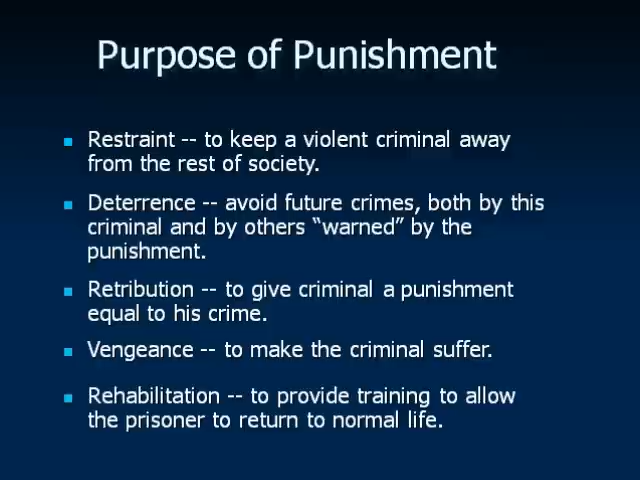 Purpose of Punishment
Restraint -- to keep a violent criminal away
from the rest of society.
Deterrence -- avoid future crimes, both by this
criminal and by others “warned” by the
punishment.
Retribution -- to give criminal a punishment
equal to his crime.
Vengeance -- to make the criminal suffer.
Rehabilitation -- to provide training to allow
the prisoner to return to normal life.